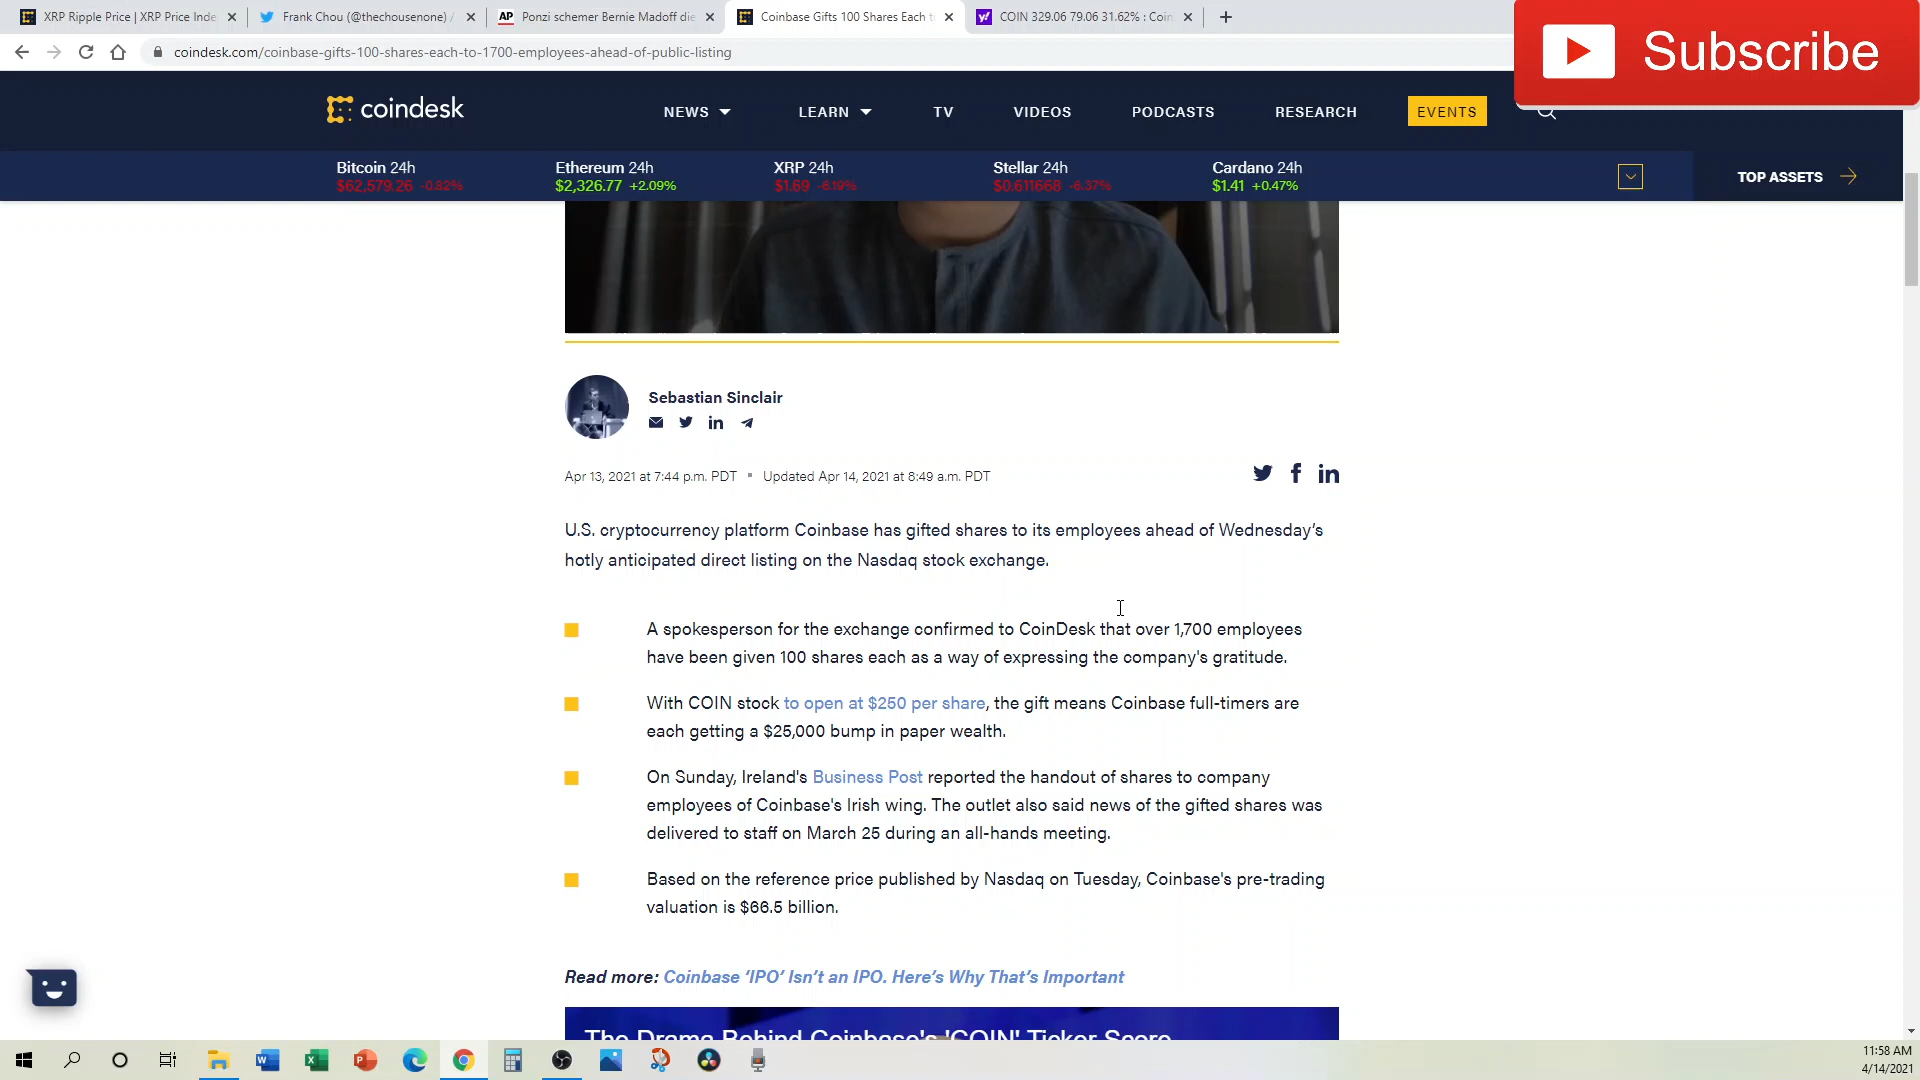 XRP Ripple Price | XRP Price Inde
Frank Chou (@thechousenone) /
AP
Ponzi schemer Bernie Madoff die
Coinbase Gifts 100 Shares Each t
y!
COIN 329.06 79.06 31.62% : Coin
coindesk.com/coinbase-gifts-100-shares-each-to-1700-employees-ahead-of-public-listing
Subscribe
coindesk
NEWS
LEARN
TV
VIDEOS
PODCASTS
RESEARCH
EVENTS
Bitcoin 24h
$62,579.26 -0.82%
Ethereum 24h
$2,326.77 +2.09%
XRP 24h
$1.69 -6.19%
Stellar 24h
$0.611668 -6.37%
Cardano 24h
$1.41 +0.47%
TOP ASSETS
Sebastian Sinclair
Apr 13, 2021 at 7:44 p.m. PDT
Updated Apr 14, 2021 at 8:49 a.m. PDT
U.S. cryptocurrency platform Coinbase has gifted shares to its employees ahead of Wednesday's
hotly anticipated direct listing on the Nasdaq stock exchange.
A spokesperson for the exchange confirmed to CoinDesk that over 1,700 employees
have been given 100 shares each as a way of expressing the company's gratitude.
With COIN stock to open at $250 per share, the gift means Coinbase full-timers are
each getting a $25,000 bump in paper wealth.
On Sunday, Ireland's Business Post reported the handout of shares to company
employees of Coinbase's Irish wing. The outlet also said news of the gifted shares was
delivered to staff on March 25 during an all-hands meeting.
Based on the reference price published by Nasdaq on Tuesday, Coinbase's pre-trading
valuation is $66.5 billion.
Read more: Coinbase 'IPO' Isn't an IPO. Here's Why That's Important
The Drama Behind Coinbase's 'COIN' Ticker Score
11:58 AM
4/14/2021